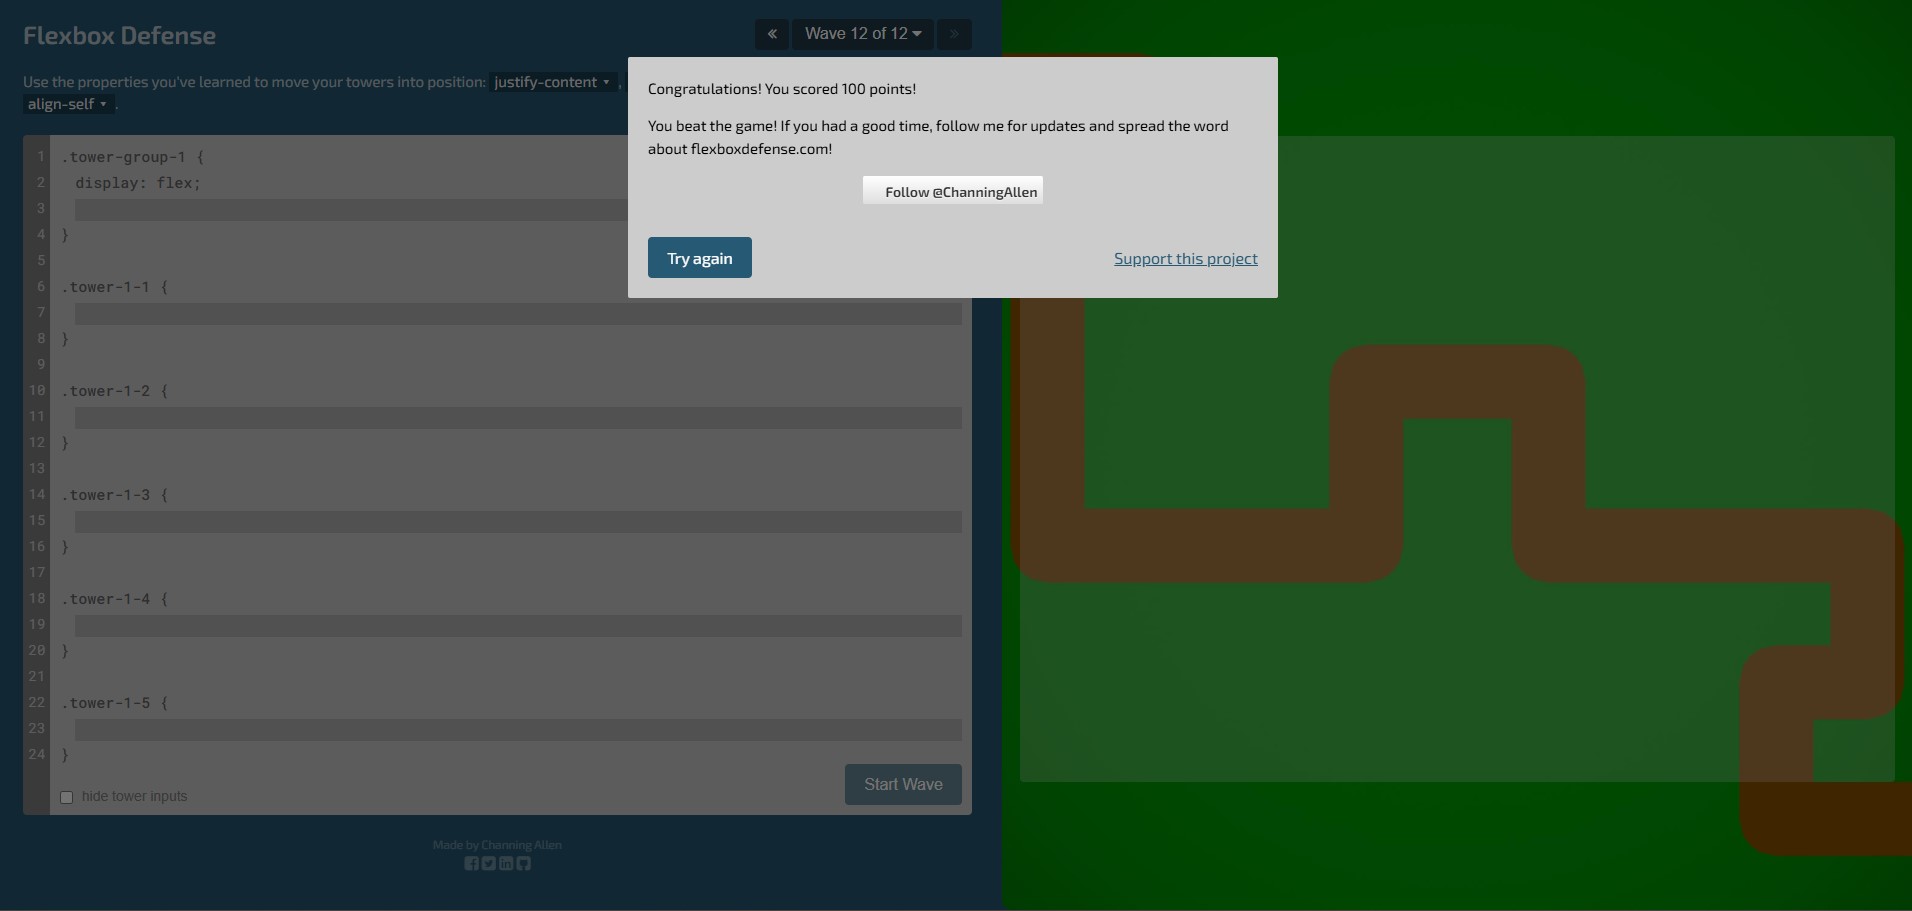 Flexbox Defense
«
Wave 12 of 12
»
Use the properties you've learned to move your towers into position: justify-content ,
align-self .
Congratulations! You scored 100 points!
You beat the game! If you had a good time, follow me for updates and spread the word
about flexboxdefense.com!
Follow @ChanningAllen
Try again
Support this project
1 .tower-group-1 {
2 display: flex;
3
4 }
5
6 .tower-1-1 {
7
8 }
9
10 .tower-1-2 {
11
12 }
13
14 .tower-1-3 {
15
16 }
17
18 .tower-1-4 {
19
20 }
21
22 .tower-1-5 {
23
24 }
hide tower inputs
Start Wave
Made by Channing Allen